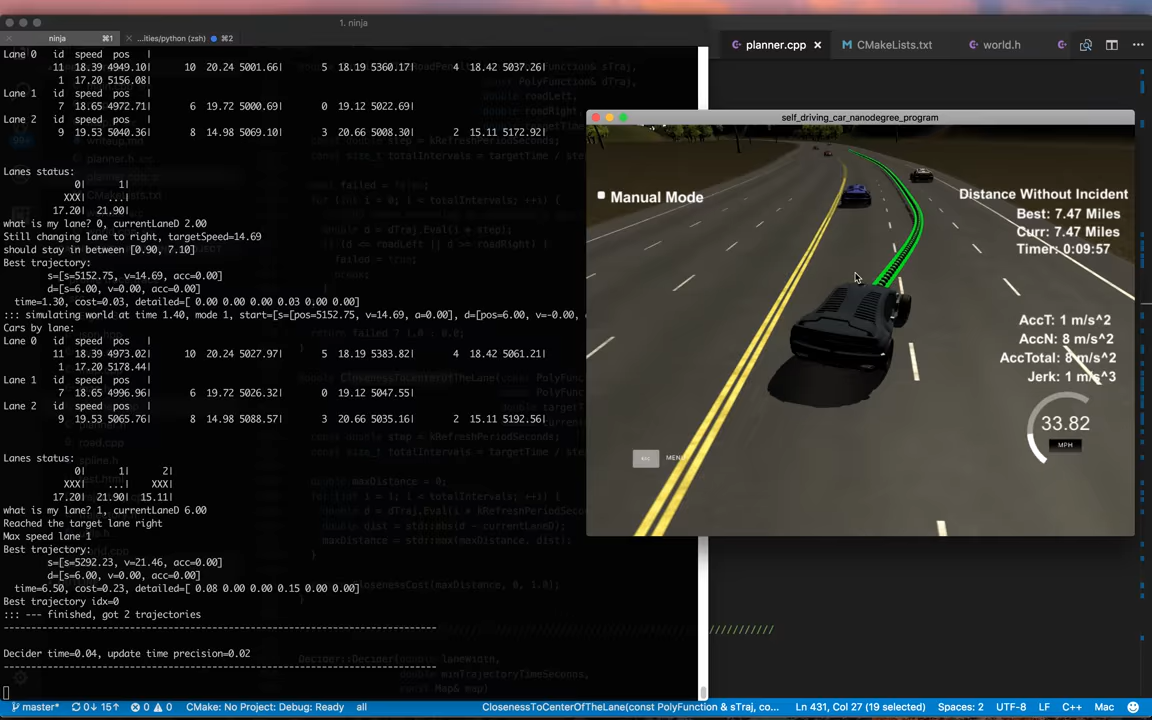 1. ninja
ninja ⌘1 ...ities/python (zsh) ⌘2
planner.cpp CMakeLists.txt world.h
Lane 0 id speed pos |
11 18.39 4949.10| 10 20.24 5001.66| 5 18.19 5360.17| 4 18.42 5037.26|
1 17.20 5156.08|
Lane 1 id speed pos |
7 18.65 4972.71| 6 19.72 5000.69| 0 19.12 5022.69|
Lane 2 id speed pos |
9 19.53 5040.36| 8 14.98 5069.10| 3 20.66 5008.30| 2 15.11 5172.92|
Lanes status:
0| 1|
XXX| ...|
17.20| 21.90|
what is my lane? 0, currentLaneD 2.00
Still changing lane to right, targetSpeed=14.69
should stay in between [0.90, 7.10]
Best trajectory:
s=[s=5152.75, v=14.69, acc=0.00]
d=[s=6.00, v=0.00, acc=0.00]
time=1.30, cost=0.03, detailed=[ 0.00 0.00 0.00 0.03 0.00 0.00]
::: simulating world at time 1.40, mode 1, start=[s=[pos=5152.75, v=14.69, a=0.00], d=[pos=6.00, v=-0.00,
Cars by lane:
Lane 0 id speed pos |
11 18.39 4973.02| 10 20.24 5027.97| 5 18.19 5383.82| 4 18.42 5061.21|
1 17.20 5178.44|
Lane 1 id speed pos |
7 18.65 4996.96| 6 19.72 5026.32| 0 19.12 5047.55|
Lane 2 id speed pos |
9 19.53 5065.76| 8 14.98 5088.57| 3 20.66 5035.16| 2 15.11 5192.56|
Lanes status:
0| 1| 2|
XXX| ...| XXX|
17.20| 21.90| 15.11|
what is my lane? 1, currentLaneD 6.00
Reached the target lane right
Max speed lane 1
Best trajectory:
s=[s=5292.23, v=21.46, acc=0.00]
d=[s=6.00, v=0.00, acc=0.00]
time=6.50, cost=0.23, detailed=[ 0.08 0.00 0.00 0.15 0.00 0.00]
Best trajectory idx=0
::: --- finished, got 2 trajectories
Decider time=0.04, update time precision=0.02
self_driving_car_nanodegree_program
Manual Mode
Distance Without Incident
Best: 7.47 Miles
Curr: 7.47 Miles
Timer: 0:09:57
AccT: 1 m/s^2
AccN: 8 m/s^2
AccTotal: 8 m/s^2
Jerk: 1 m/s^3
33.82
MPH
MENU
master* 0↓ 15↑ 0 0 CMake: No Project: Debug: Ready all ClosenessToCenterOfTheLane(const PolyFunction & sTraj, co... Ln 431, Col 27 (19 selected) Spaces: 2 UTF-8 LF C++ Mac